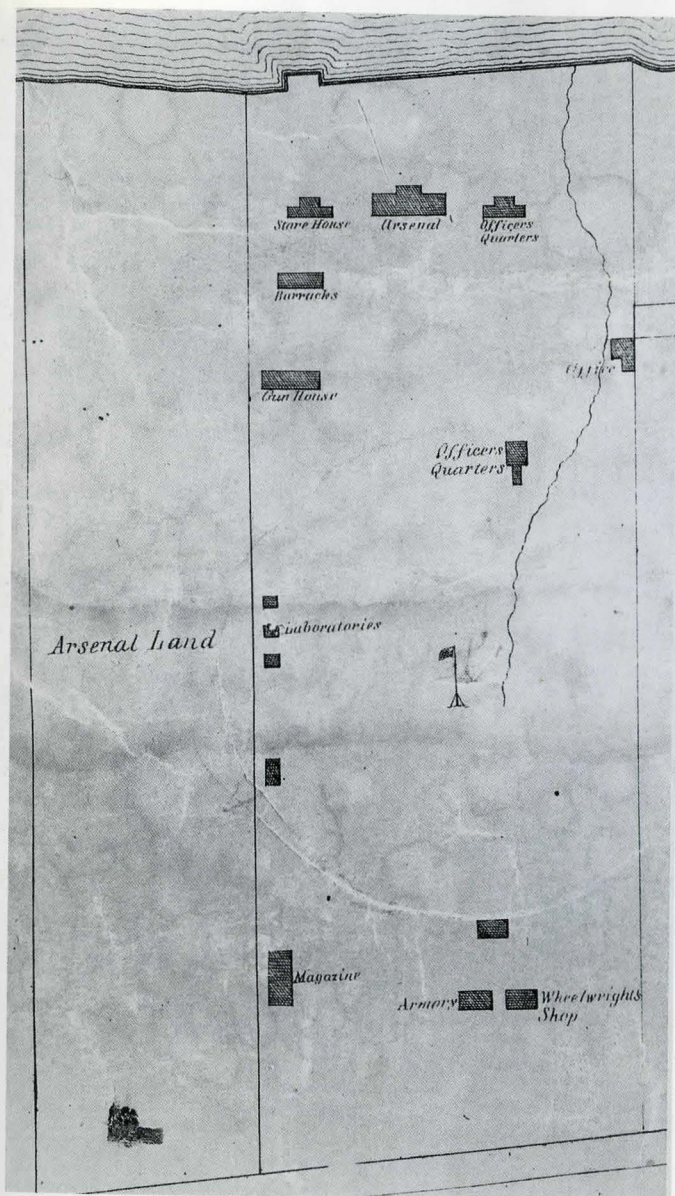 Store House
Arsenal
Officers
Quarters
Barracks
Office
Gun House
Officers
Quarters
Laboratories
Arsenal Land
Magazine
Armory
Wheelwrights
Shop